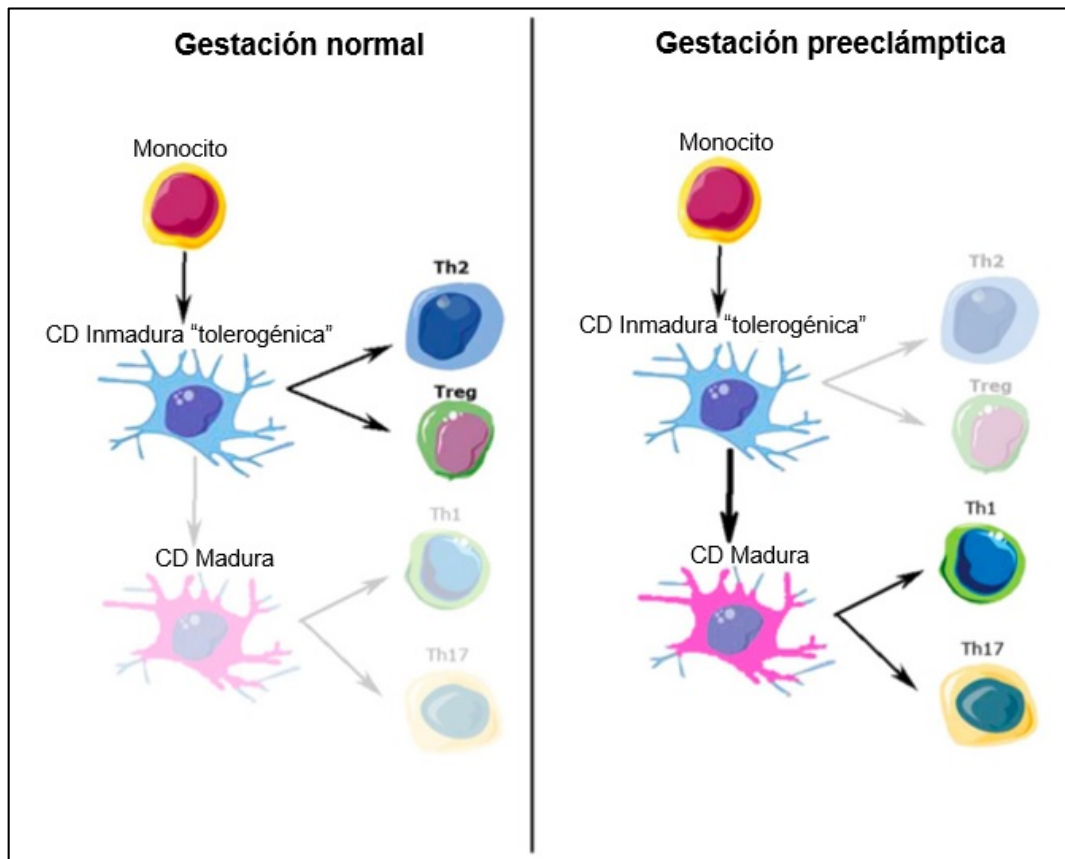 Gestación normal
Monocito
Th2
CD Inmadura “tolerogénica”
Treg
Th1
CD Madura
Th17
Gestación preeclámptica
Monocito
Th2
CD Inmadura “tolerogénica”
Treg
Th1
CD Madura
Th17